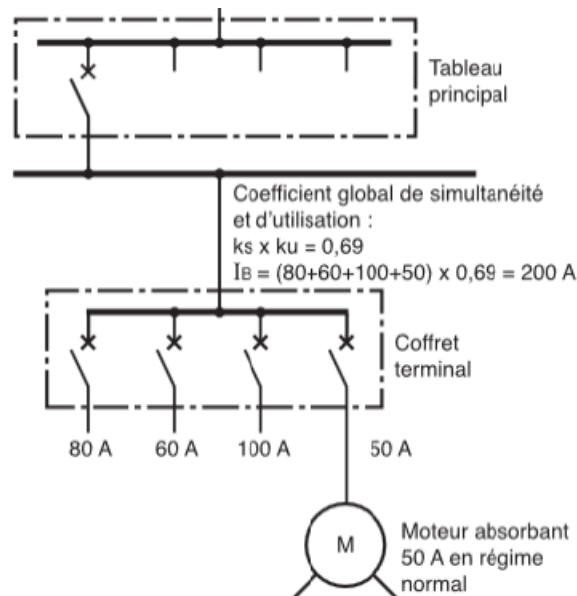 Tableau
principal
Coefficient global de simultanéité
et d'utilisation :
ks x ku = 0,69
IB = (80+60+100+50) x 0,69 = 200 A
Coffret
terminal
80 A
60 A
100 A
50 A
M
Moteur absorbant
50 A en régime
normal